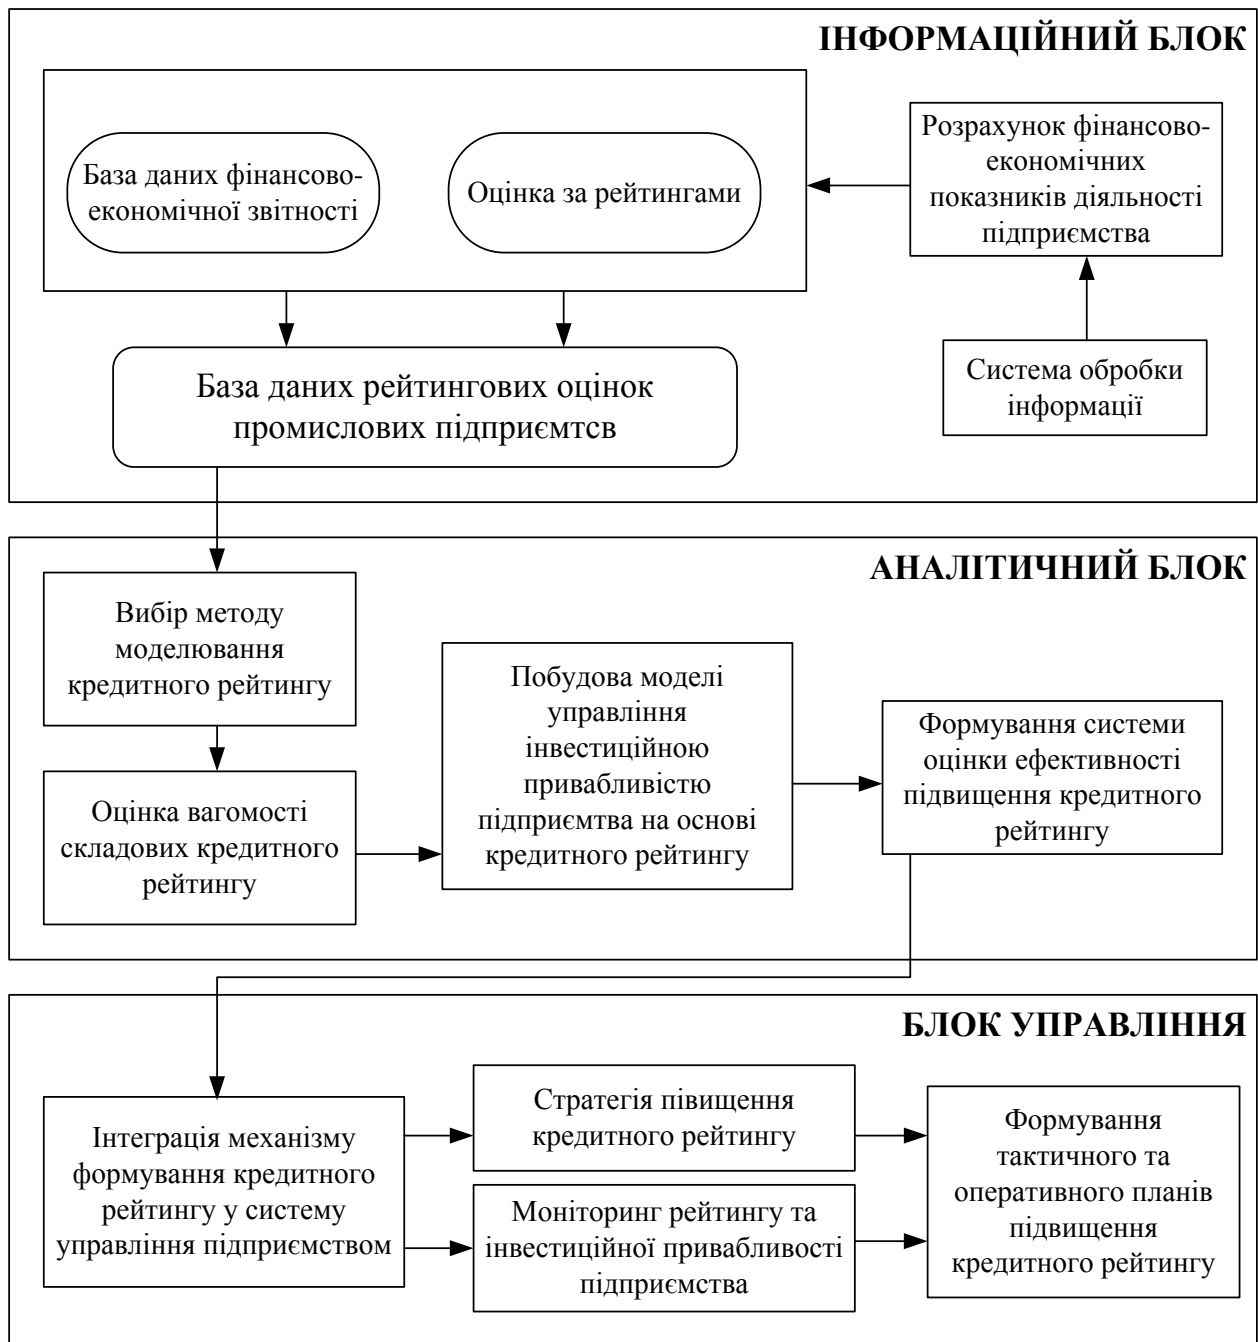 ІНФОРМАЦІЙНИЙ БЛОК
База даних фінансово-
економічної звітності
Оцінка за рейтингами
Розрахунок фінансово-
економічних
показників діяльності
підприємства
Система обробки
інформації
База даних рейтингових оцінок
промислових підприємтсв
АНАЛІТИЧНИЙ БЛОК
Вибір методу
моделювання
кредитного рейтингу
Оцінка вагомості
складових кредитного
рейтингу
Побудова моделі
управління
інвестиційною
привабливістю
підприємтва на основі
кредитного рейтингу
Формування системи
оцінки ефективності
підвищення кредитного
рейтингу
БЛОК УПРАВЛІННЯ
Інтеграція механізму
формування кредитного
рейтингу у систему
управління підприємством
Стратегія півищення
кредитного рейтингу
Моніторинг рейтингу та
інвестиційної привабливості
підприємства
Формування
тактичного та
оперативного планів
підвищення
кредитного рейтингу